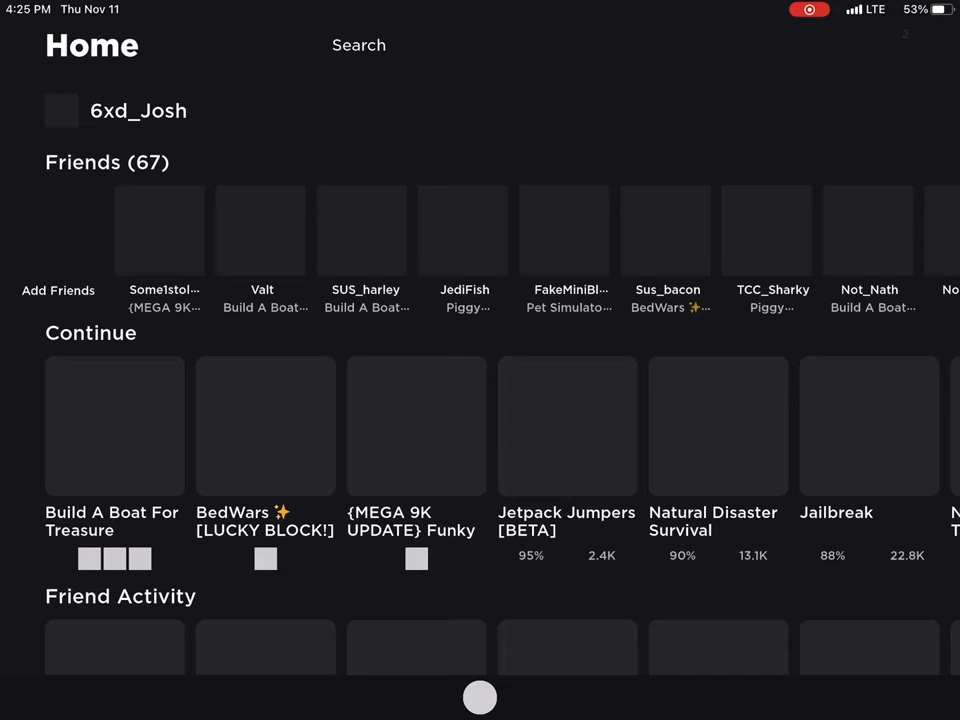 4:25 PM Thu Nov 11
LTE 53%
Home
Search
2
6xd_Josh
Friends (67)
Add Friends
Some1stol...
{MEGA 9K...
Valt
Build A Boat...
SUS_harley
Build A Boat...
JediFish
Piggy...
FakeMiniBl...
Pet Simulato...
Sus_bacon
BedWars ✨...
TCC_Sharky
Piggy...
Not_Nath
Build A Boat...
No
Continue
Build A Boat For
Treasure
BedWars ✨
[LUCKY BLOCK!]
{MEGA 9K
UPDATE} Funky
Jetpack Jumpers
[BETA]
95% 2.4K
Natural Disaster
Survival
90% 13.1K
Jailbreak
88% 22.8K
N
T
Friend Activity